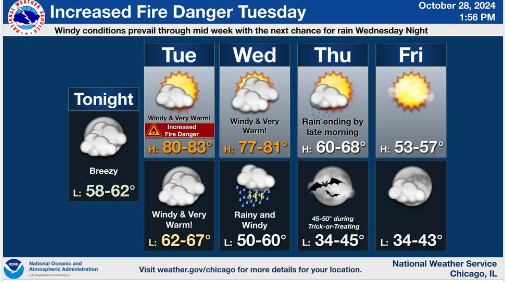 Increased Fire Danger Tuesday
October 28, 2024
1:56 PM
Windy conditions prevail through mid week with the next chance for rain Wednesday Night
Tonight
Breezy
L: 58-62°
Tue
Windy & Very Warm!
Increased
Fire Danger
H: 80-83°
Windy & Very
Warm!
L: 62-67°
Wed
Windy & Very
Warm!
H: 77-81°
Rainy and
Windy
L: 50-60°
Thu
Rain ending by
late morning
H: 60-68°
45-50° during
Trick-or-Treating
L: 34-45°
Fri
H: 53-57°
L: 34-43°
NOAA
National Oceanic and
Atmospheric Administration
U.S. Department of Commerce
Visit weather.gov/chicago for more details for your location.
National Weather Service
Chicago, IL